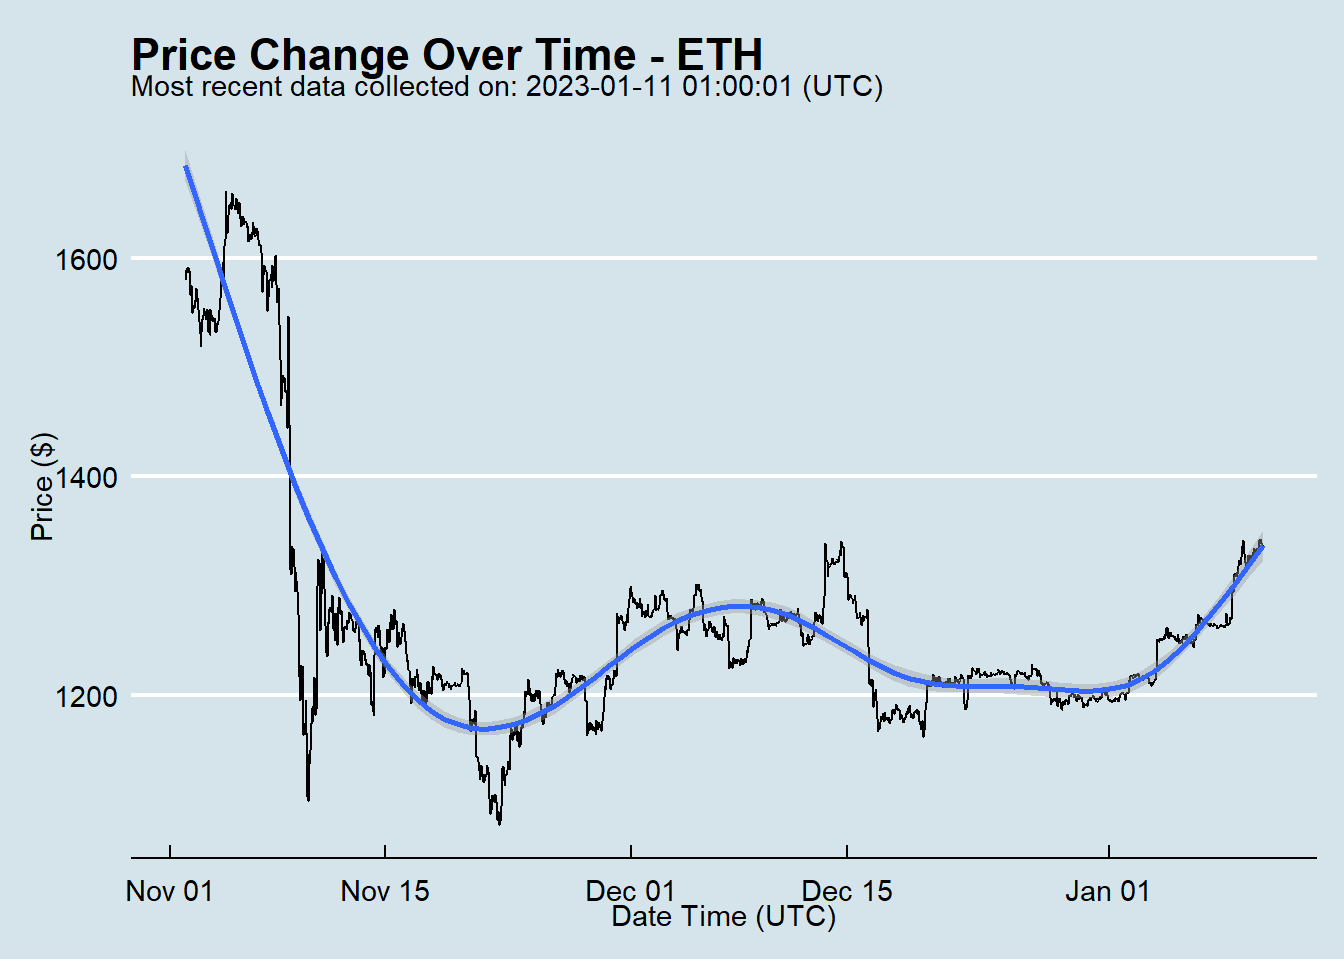 Price Change Over Time - ETH
Most recent data collected on: 2023-01-11 01:00:01 (UTC)
Price ($)
1600
1400
1200
Nov 01
Nov 15
Dec 01
Dec 15
Jan 01
Date Time (UTC)